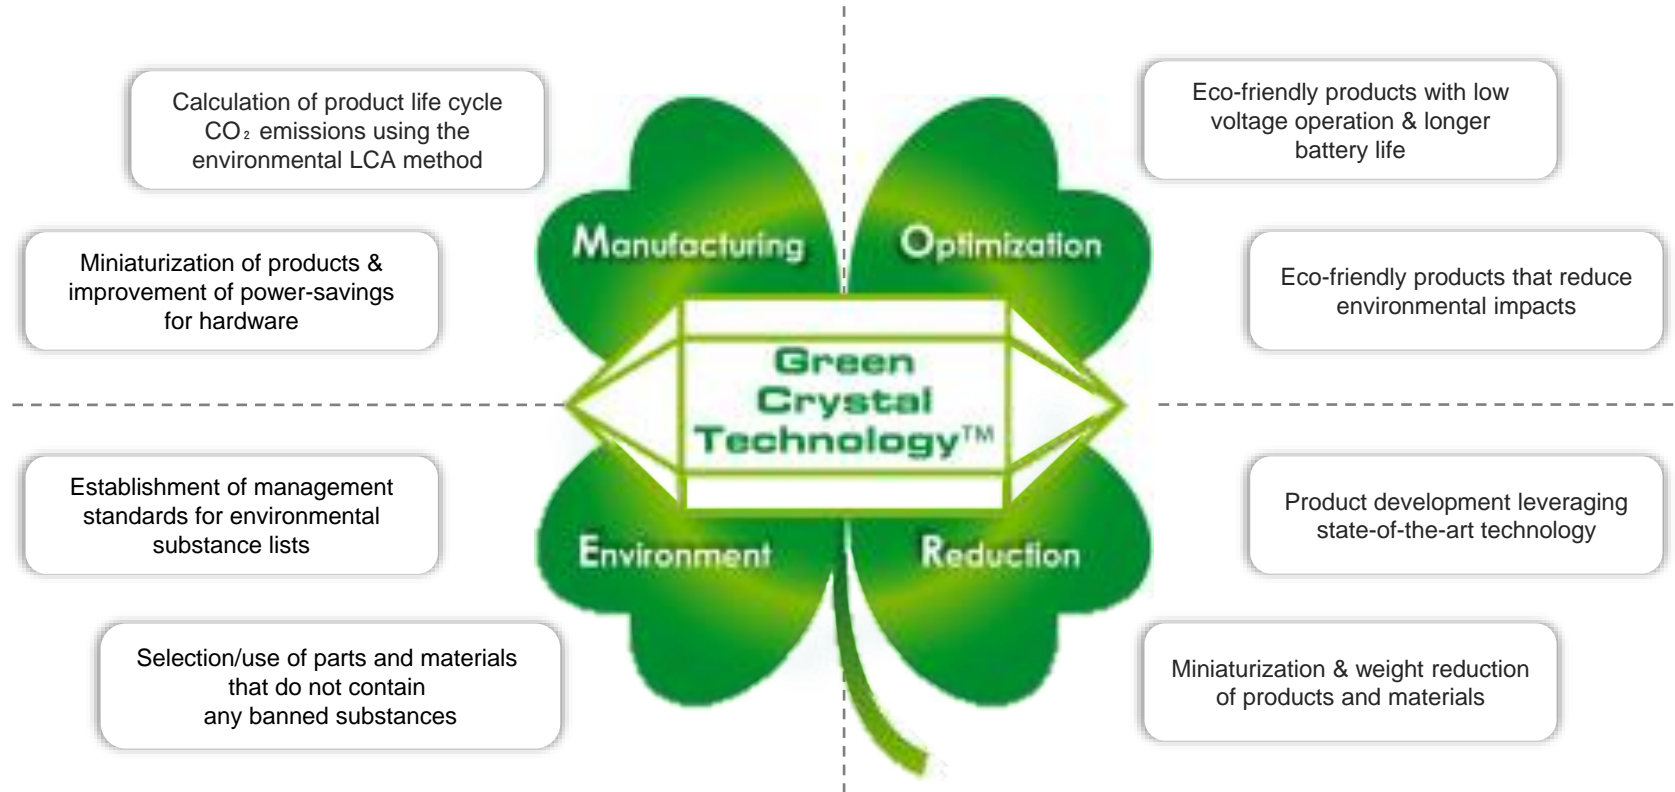 Calculation of product life cycle
CO₂ emissions using the
environmental LCA method
Miniaturization of products &
improvement of power-savings
for hardware
Manufacturing
Optimization
Eco-friendly products with low
voltage operation & longer
battery life
Eco-friendly products that reduce
environmental impacts
Green
Crystal
Technology™
Establishment of management
standards for environmental
substance lists
Selection/use of parts and materials
that do not contain
any banned substances
Environment
Reduction
Product development leveraging
state-of-the-art technology
Miniaturization & weight reduction
of products and materials